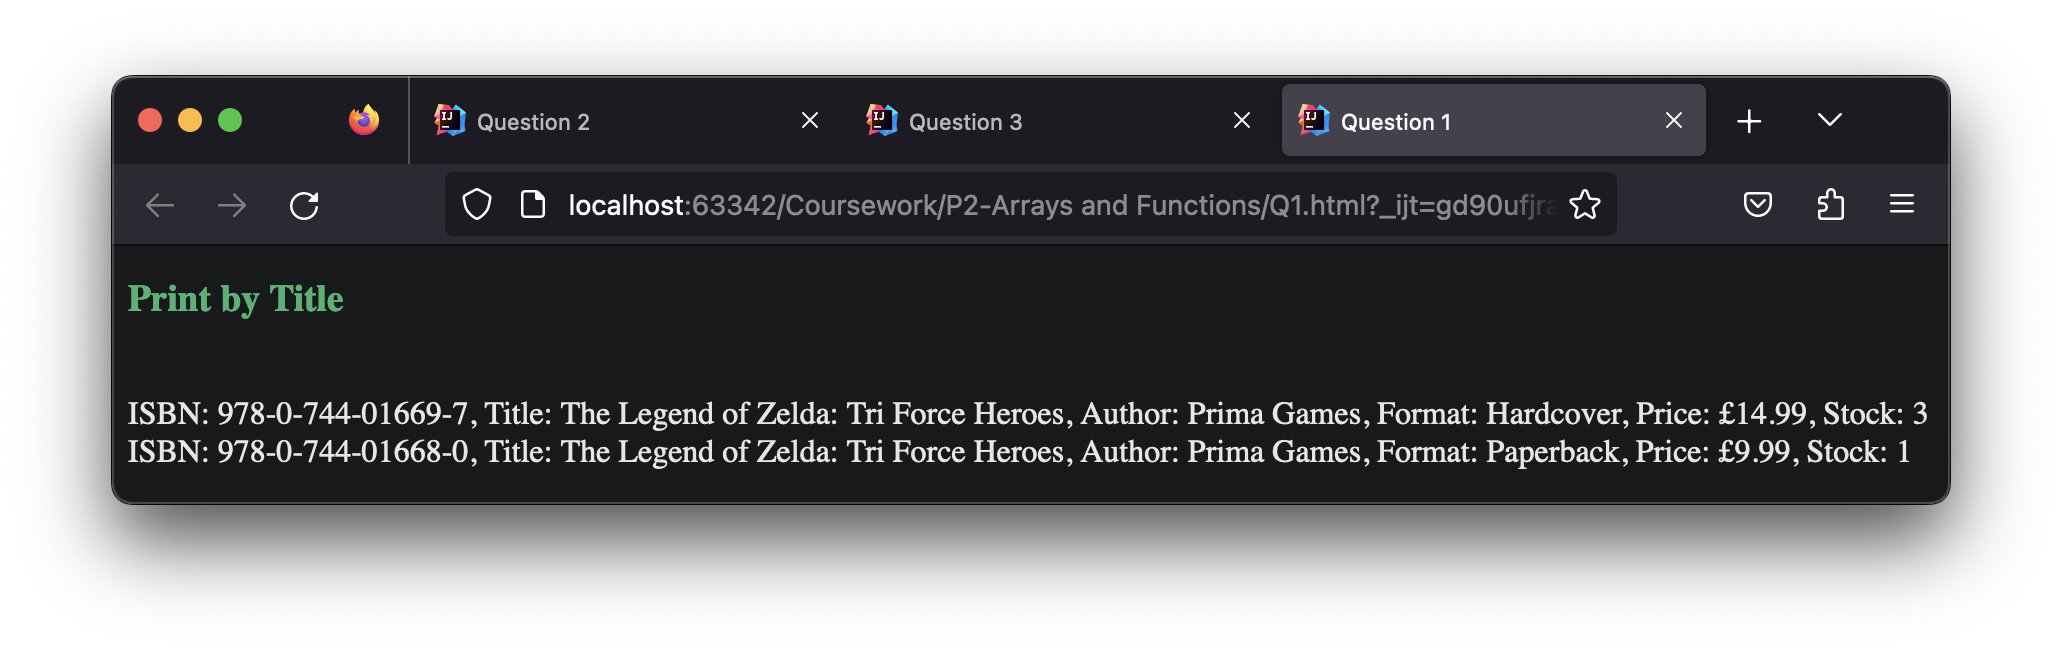 Question 2
Question 3
Question 1
localhost:63342/Coursework/P2-Arrays and Functions/Q1.html?_ijt=gd90ufjra
Print by Title
ISBN: 978-0-744-01669-7, Title: The Legend of Zelda: Tri Force Heroes, Author: Prima Games, Format: Hardcover, Price: £14.99, Stock: 3
ISBN: 978-0-744-01668-0, Title: The Legend of Zelda: Tri Force Heroes, Author: Prima Games, Format: Paperback, Price: £9.99, Stock: 1